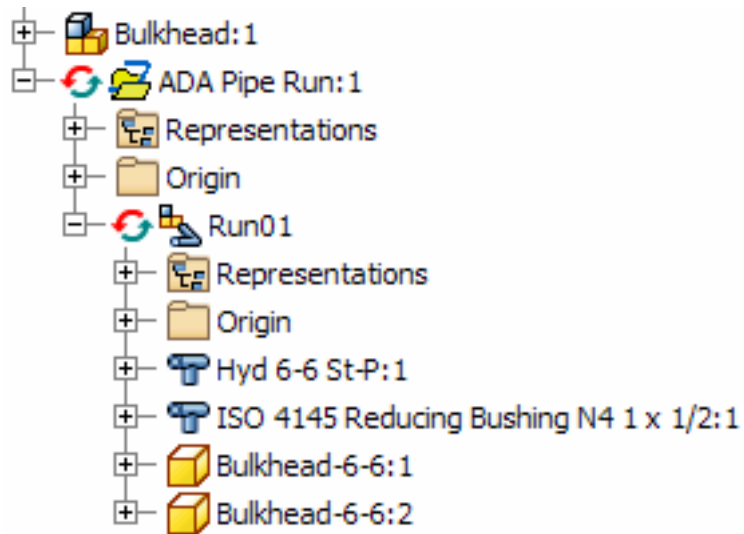 Bulkhead:1
ADA Pipe Run:1
Representations
Origin
Run01
Representations
Origin
Hyd 6-6 St-P:1
ISO 4145 Reducing Bushing N4 1 x 1/2:1
Bulkhead-6-6:1
Bulkhead-6-6:2